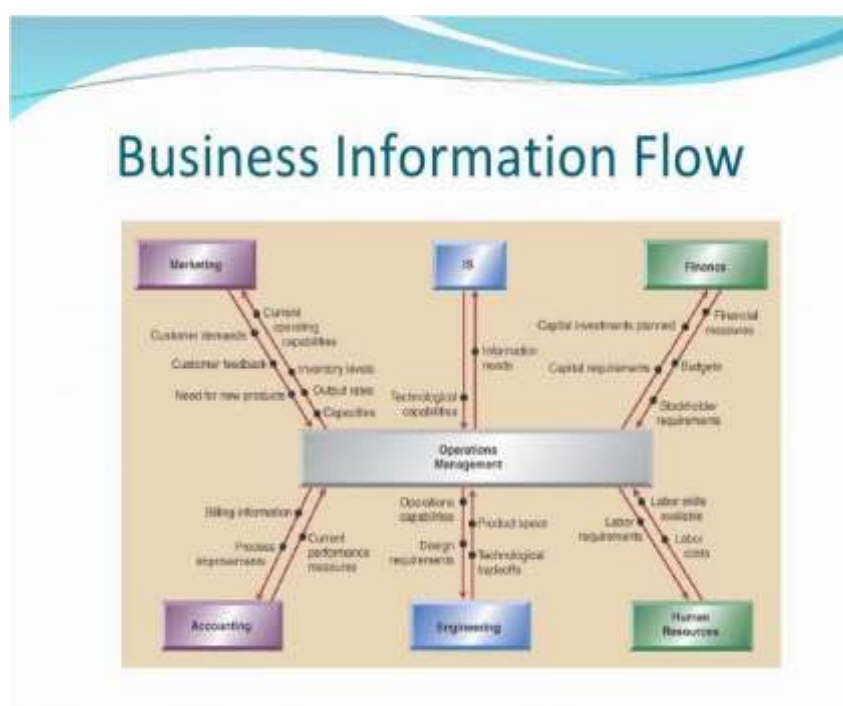 Business Information Flow
Marketing
IS
Finance
Current
operating
capabilities
Customer demands
Customer feedback
Need for new products
Inventory levels
Output rates
Capacities
Information
needs
Technological
capabilities
Capital investments planned
Capital requirements
Financial
measures
Budgets
Stockholder
requirements
Operations
Management
Billing information
Process
improvements
Current
performance
measures
Operations
capabilities
Design
requirements
Product specs
Technological
tradeoffs
Labor
requirements
Labor skills
available
Labor
costs
Accounting
Engineering
Human
Resources